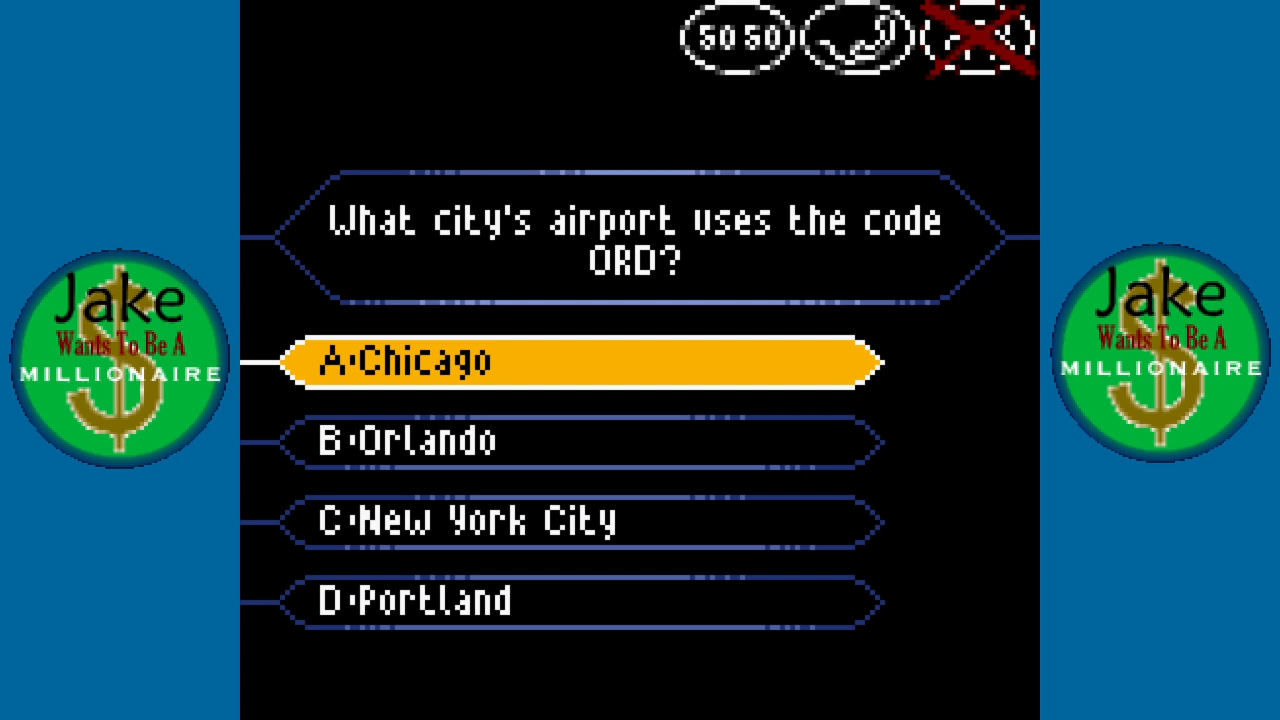 50 50
What city's airport uses the code
ORD?
A·Chicago
B·Orlando
C·New York City
D·Portland
Jake
Wants To Be A
MILLIONAIRE
Jake
Wants To Be A
MILLIONAIRE